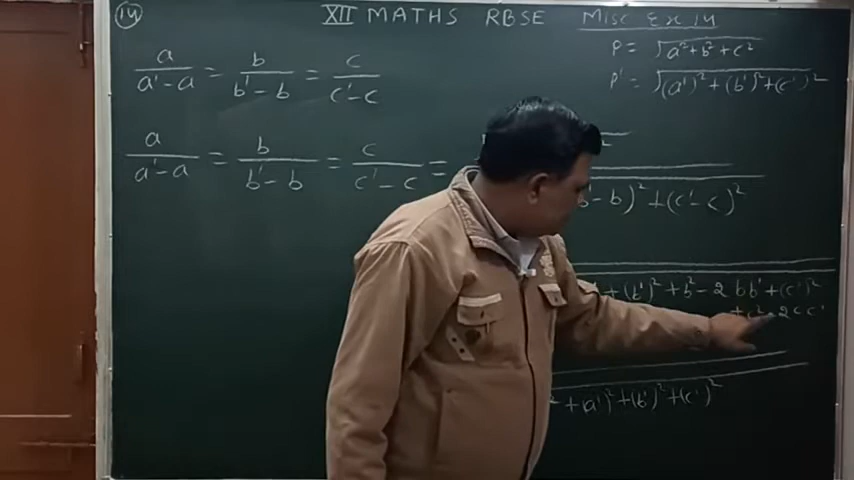 14 XII MATHS RBSE Misc Ex 14
a/(a'-a) = b/(b'-b) = c/(c'-c)
P = √(a²+b²+c²)
P' = √((a')²+(b')²+(c')²)
a/(a'-a) = b/(b'-b) = c/(c'-c) =
-b)²+(c'-c)²
+(b')²+b²-2bb'+(c')²
+c²-2cc'
+(a')²+(b')²+(c')²